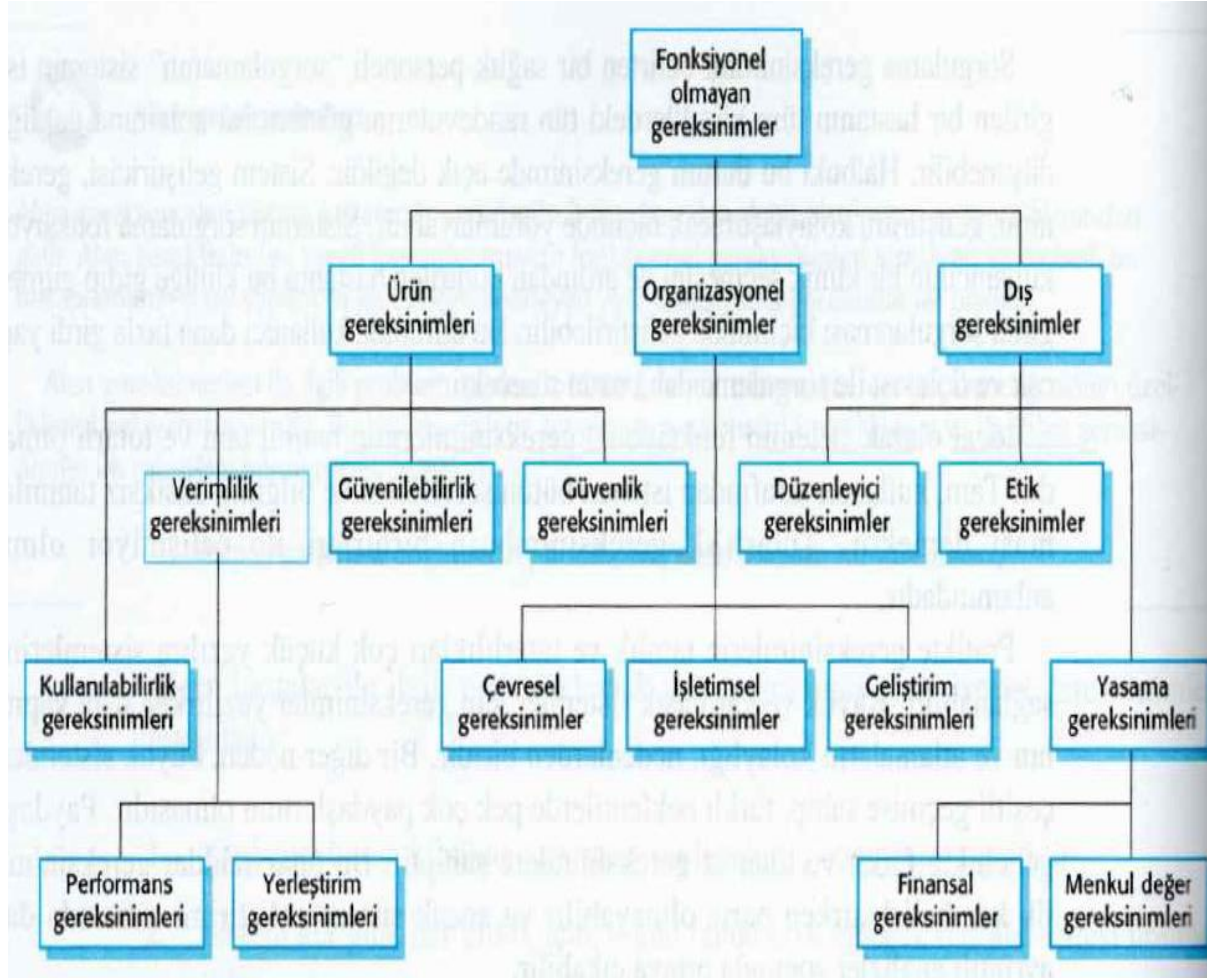 Fonksiyonel
olmayan
gereksinimler
Ürün
gereksinimleri
Organizasyonel
gereksinimler
Dış
gereksinimler
Verimlilik
gereksinimleri
Güvenilebilirlik
gereksinimleri
Güvenlik
gereksinimleri
Düzenleyici
gereksinimler
Etik
gereksinimler
Kullanılabilirlik
gereksinimleri
Çevresel
gereksinimler
İşletimsel
gereksinimler
Geliştirim
gereksinimleri
Yasama
gereksinimleri
Performans
gereksinimleri
Yerleştirim
gereksinimleri
Finansal
gereksinimler
Menkul değer
gereksinimleri